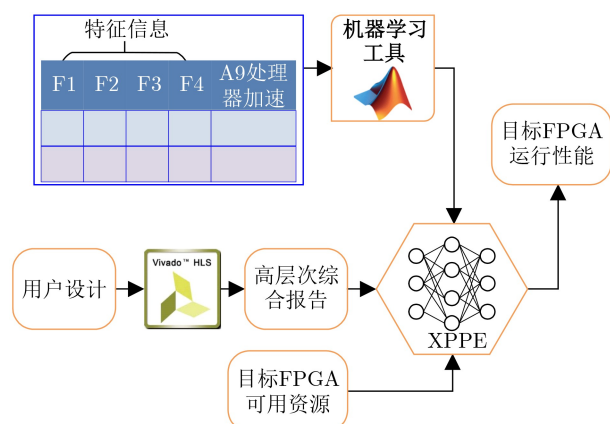 特征信息
F1 F2 F3 F4 A9处理
器加速
机器学习
工具
目标FPGA
运行性能
用户设计
Vivado™ HLS
高层次综
合报告
XPPE
目标FPGA
可用资源